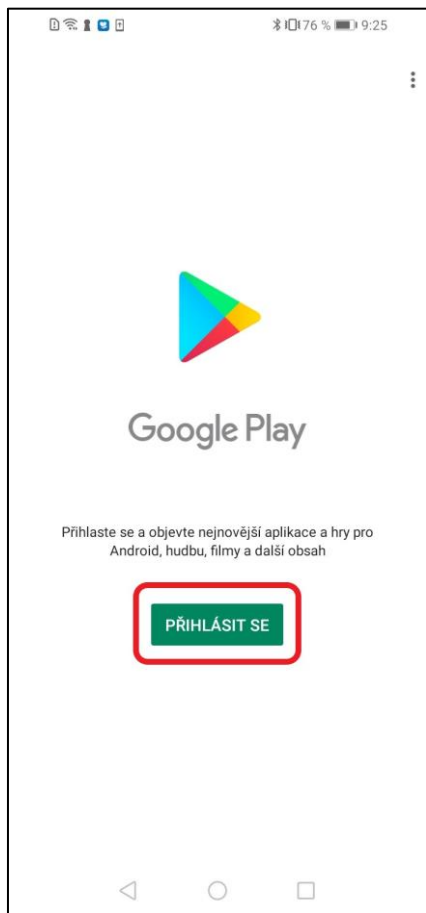 76 % 9:25
Google Play
Přihlaste se a objevte nejnovější aplikace a hry pro
Android, hudbu, filmy a další obsah
PŘIHLÁSIT SE